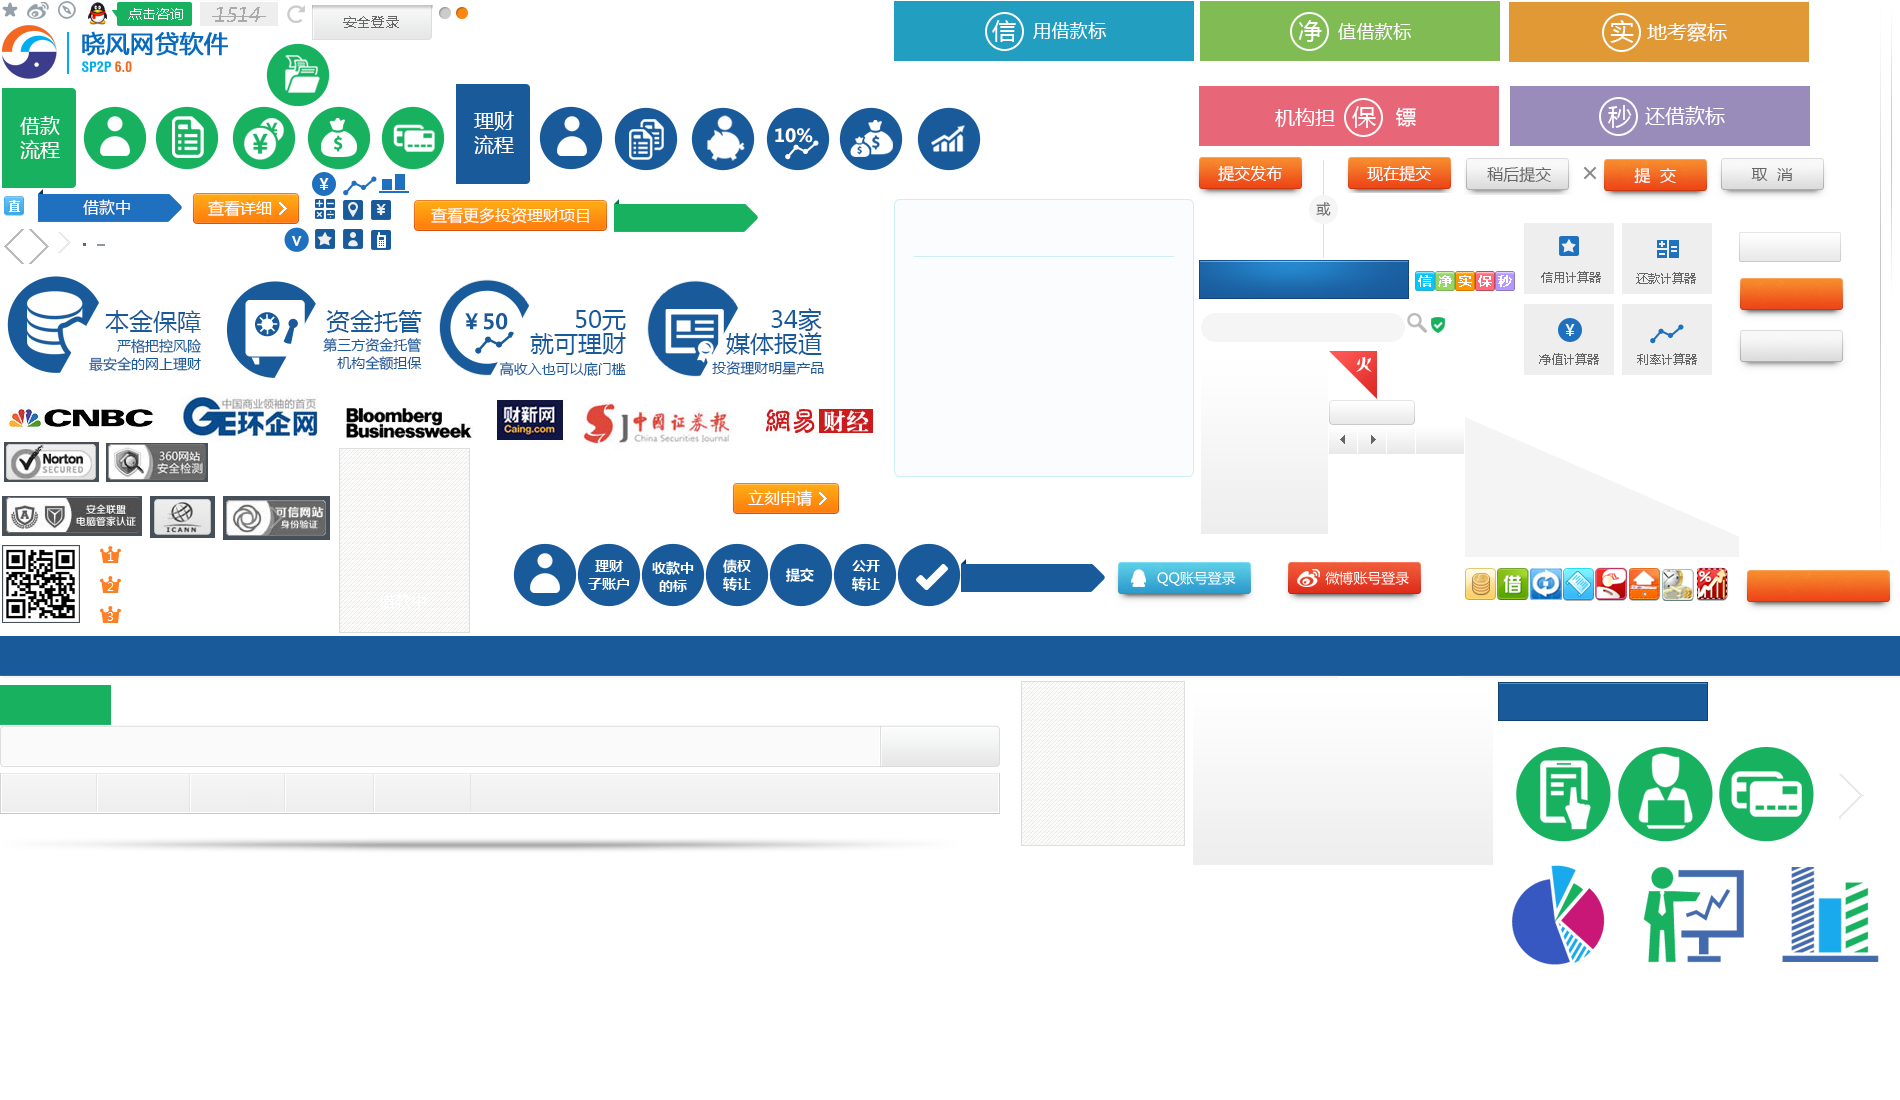 点击咨询
1514
安全登录
晓风网贷软件
SP2P 6.0
信用借款标
净值借款标
实地考察标
机构担保镖
秒还借款标
借款
流程
¥¥
$
理财
流程
10%
$
$
提交发布
现在提交
稍后提交
提 交
取 消
或
直
借款中
查看详细
查看更多投资理财项目
¥
¥
V
信净实保秒
信用计算器
还款计算器
¥
净值计算器
利率计算器
本金保障
严格把控风险
最安全的网上理财
资金托管
第三方资金托管
机构全额担保
¥50
50元
就可理财
高收入也可以底门槛
34家
媒体报道
投资理财明星产品
火
CNBC
中国商业领袖的首页
GE环企网
Bloomberg
Businessweek
财新网
Caing.com
中国证券报
China Securities Journal
網易财经
Norton
SECURED
360网站
安全检测
安全联盟
电脑管家认证
ICANN
可信网站
身份验证
立刻申请
1
2
3
理财
子账户
收款中
的标
债权
转让
提交
公开
转让
QQ账号登录
微博账号登录
借
%